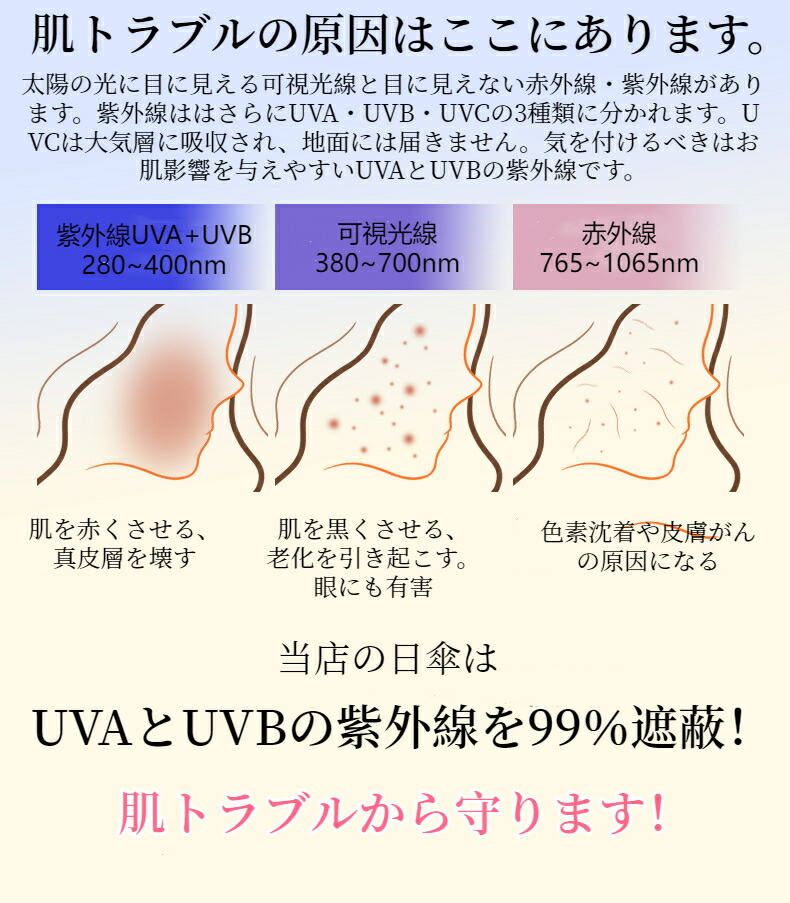 肌トラブルの原因はここにあります。
太陽の光に目に見える可視光線と目に見えない赤外線・紫外線があり
ます。紫外線ははさらにUVA・UVB・UVCの3種類に分かれます。U
VCは大気層に吸収され、地面には届きません。気を付けるべきはお
肌影響を与えやすいUVAとUVBの紫外線です。
紫外線UVA+UVB
280~400nm
可視光線
380~700nm
赤外線
765~1065nm
肌を赤くさせる、
真皮層を壊す
肌を黒くさせる、
老化を引き起こす。
眼にも有害
色素沈着や皮膚がん
の原因になる
当店の日傘は
UVAとUVBの紫外線を99%遮蔽!
肌トラブルから守ります!